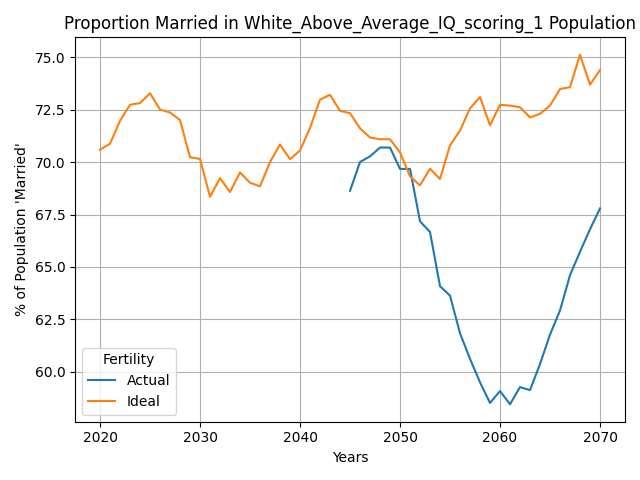 Proportion Married in White_Above_Average_IQ_scoring_1 Population
% of Population 'Married'
75.0
72.5
70.0
67.5
65.0
62.5
60.0
Fertility
Actual
Ideal
2020 2030 2040 2050 2060 2070
Years